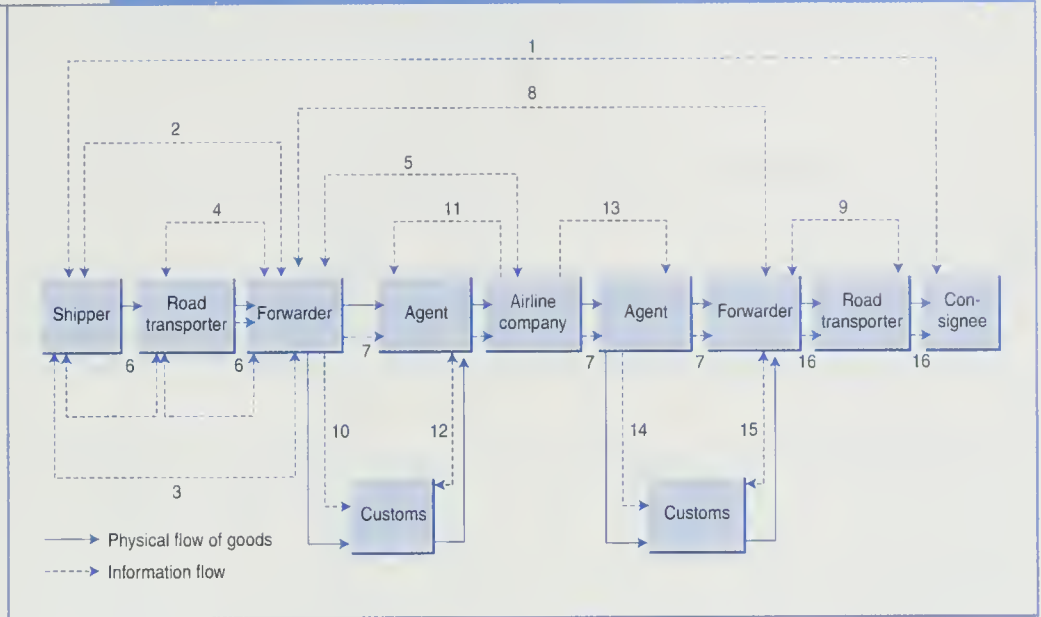 1
8
2
5
4
11
13
9
Shipper
Road
transporter
Forwarder
Agent
Airline
company
Agent
Forwarder
Road
transporter
Con-
signee
6
6
7
7
7
16
16
10
12
14
15
3
Customs
Customs
Physical flow of goods
Information flow